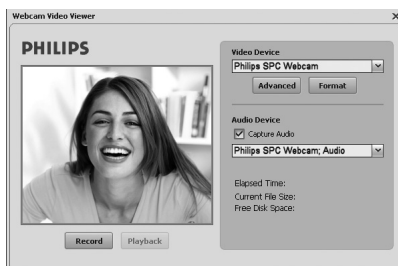 Webcam Video Viewer
PHILIPS
Video Device
Philips SPC Webcam
Advanced
Format
Audio Device
Capture Audio
Philips SPC Webcam; Audio
Elapsed Time:
Current File Size:
Free Disk Space:
Record
Playback